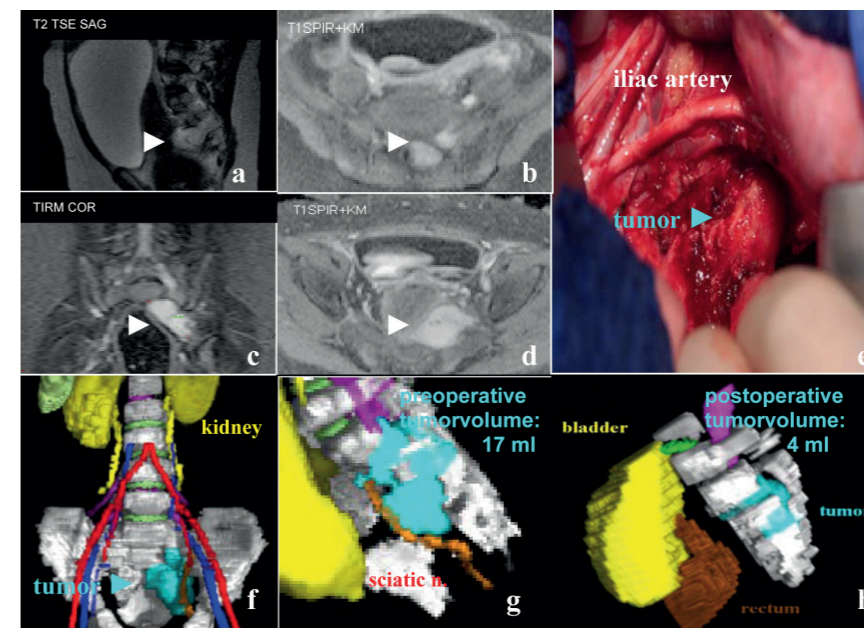 T2 TSE SAG
a
T1SPIR+KM
b
iliac artery
tumor
e
TIRM COR
c
T1SPIR+KM
d
kidney
tumor
f
preoperative
tumorvolume:
17 ml
sciatic n.
g
postoperative
tumorvolume:
4 ml
bladder
tumor
rectum
h